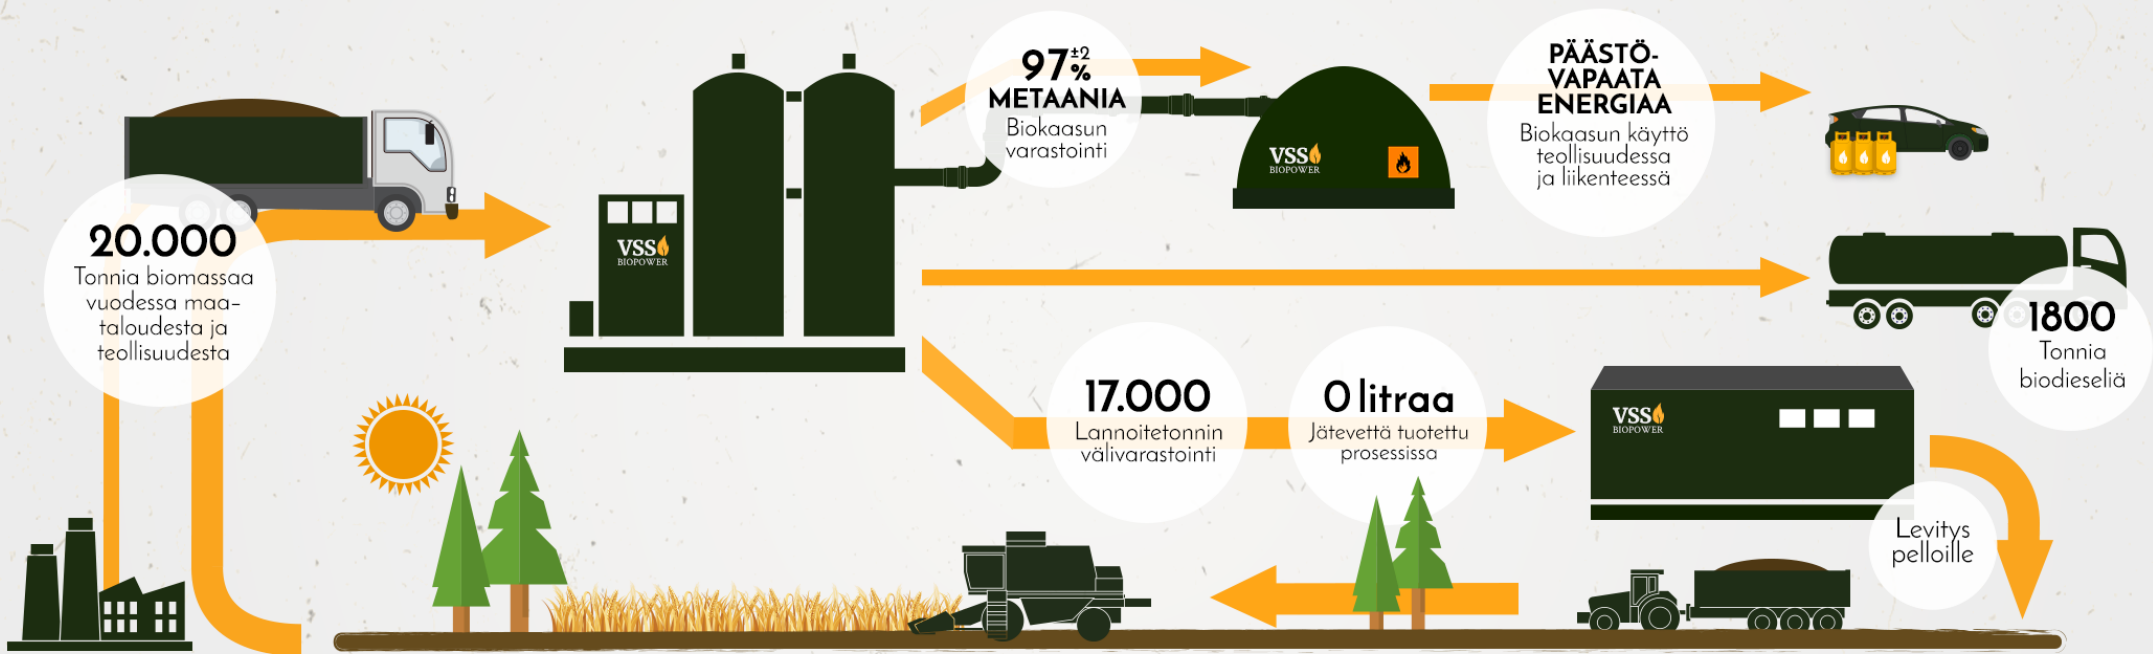 20.000
Tonnia biomassaa
vuodessa maa-
taloudesta ja
teollisuudesta
VSS
BIOPOWER
97±2
%
METAANIA
Biokaasun
varastointi
VSS
BIOPOWER
PÄÄSTÖ-
VAPAATA
ENERGIAA
Biokaasun käyttö
teollisuudessa
ja liikenteessä
1800
Tonnia
biodieseliä
17.000
Lannoitetonnin
välivarastointi
0 litraa
Jätevettä tuotettu
prosessissa
VSS
BIOPOWER
Levitys
pelloille